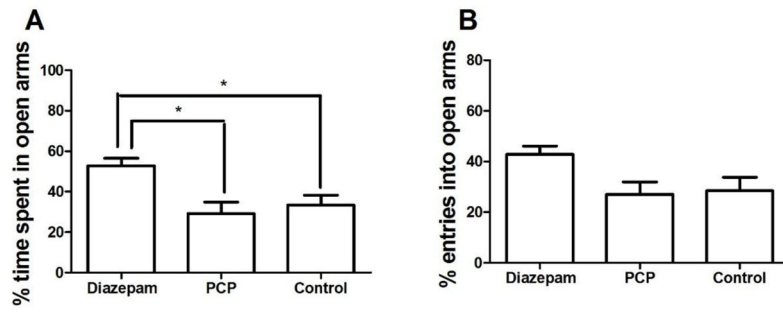 A
% time spent in open arms
100
80
60
40
20
0
*
*
Diazepam PCP Control
B
% entries into open arms
80
60
40
20
0
Diazepam PCP Control